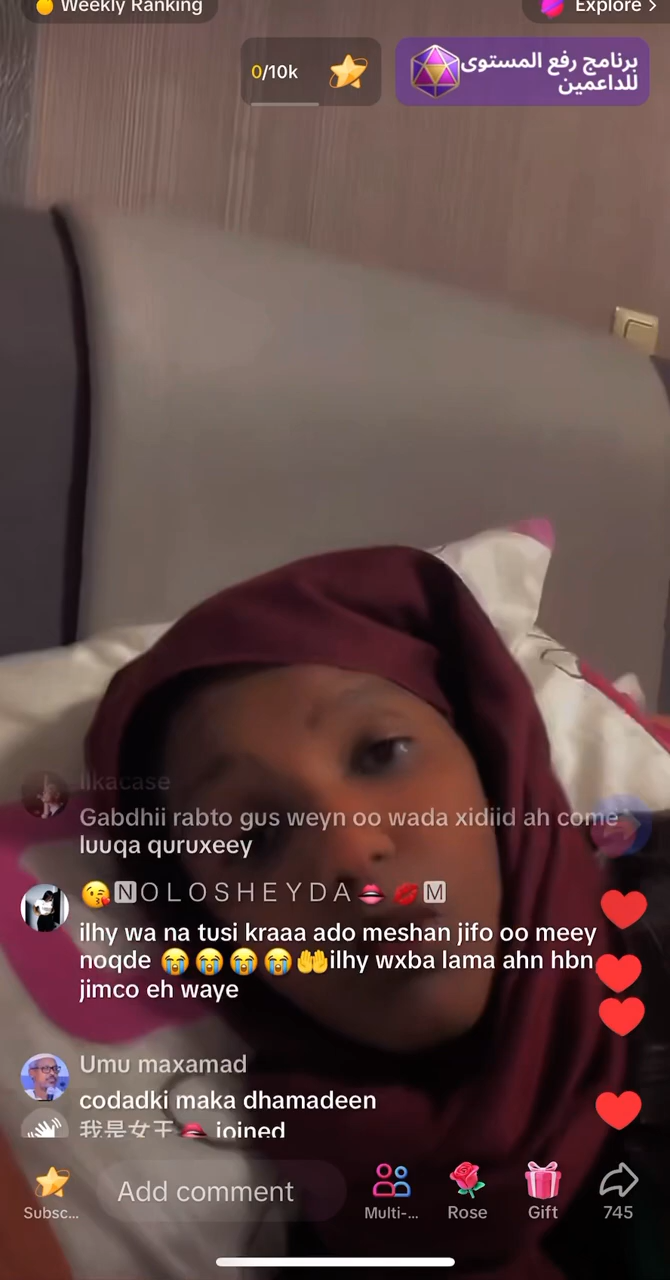 Weekly Ranking
Explore >
0/10k
برنامج رفع المستوى
للداعمين
Ilkacase
Gabdhii rabto gus weyn oo wada xidiid ah come
luuqa quruxeey
😘🅽OLOSHEYDA🫦💋🅼
ilhy wa na tusi kraaa ado meshan jifo oo meey
noqde 😭😭😭😭🤲ilhy wxba lama ahn hbn
jimco eh waye
Umu maxamad
codadki maka dhamadeen
我是女王🫦 joined
Add comment
Subsc...
Multi-...
Rose
Gift
745